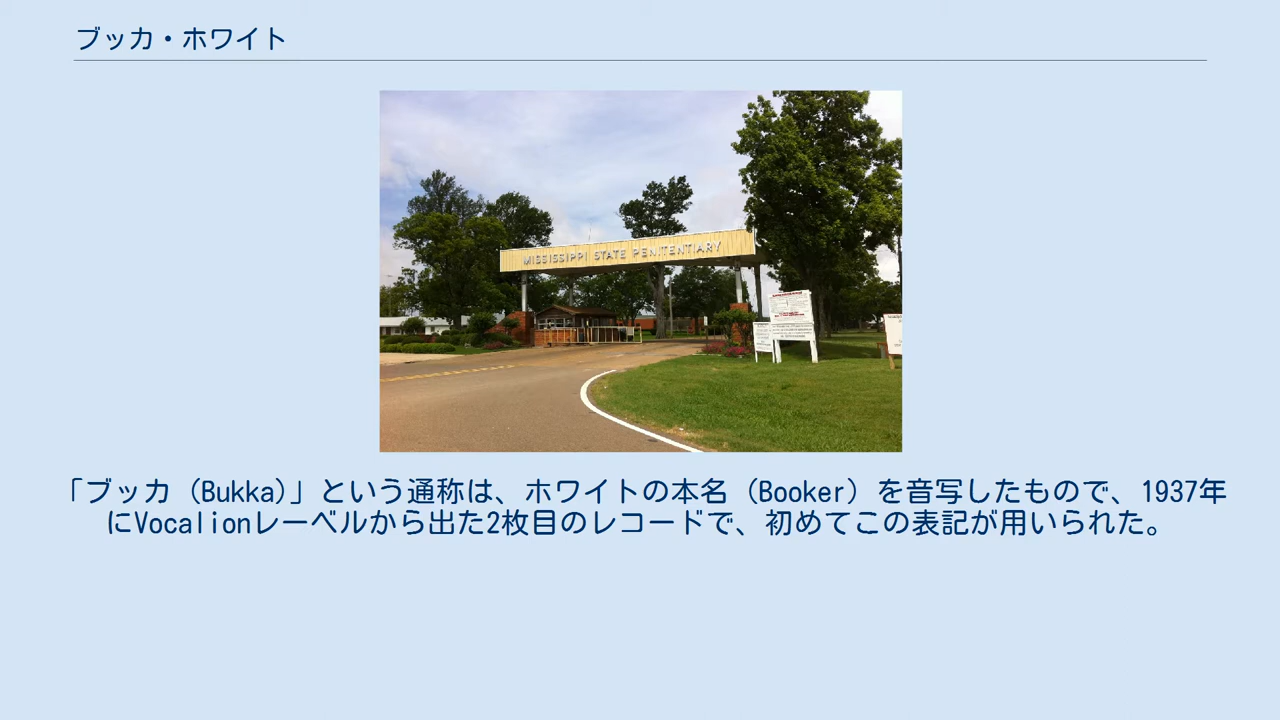 ブッカ・ホワイト
MISSISSIPPI STATE PENITENTIARY
「ブッカ（Bukka)」という通称は、ホワイトの本名（Booker）を音写したもので、1937年
にVocalionレーベルから出た2枚目のレコードで、初めてこの表記が用いられた。